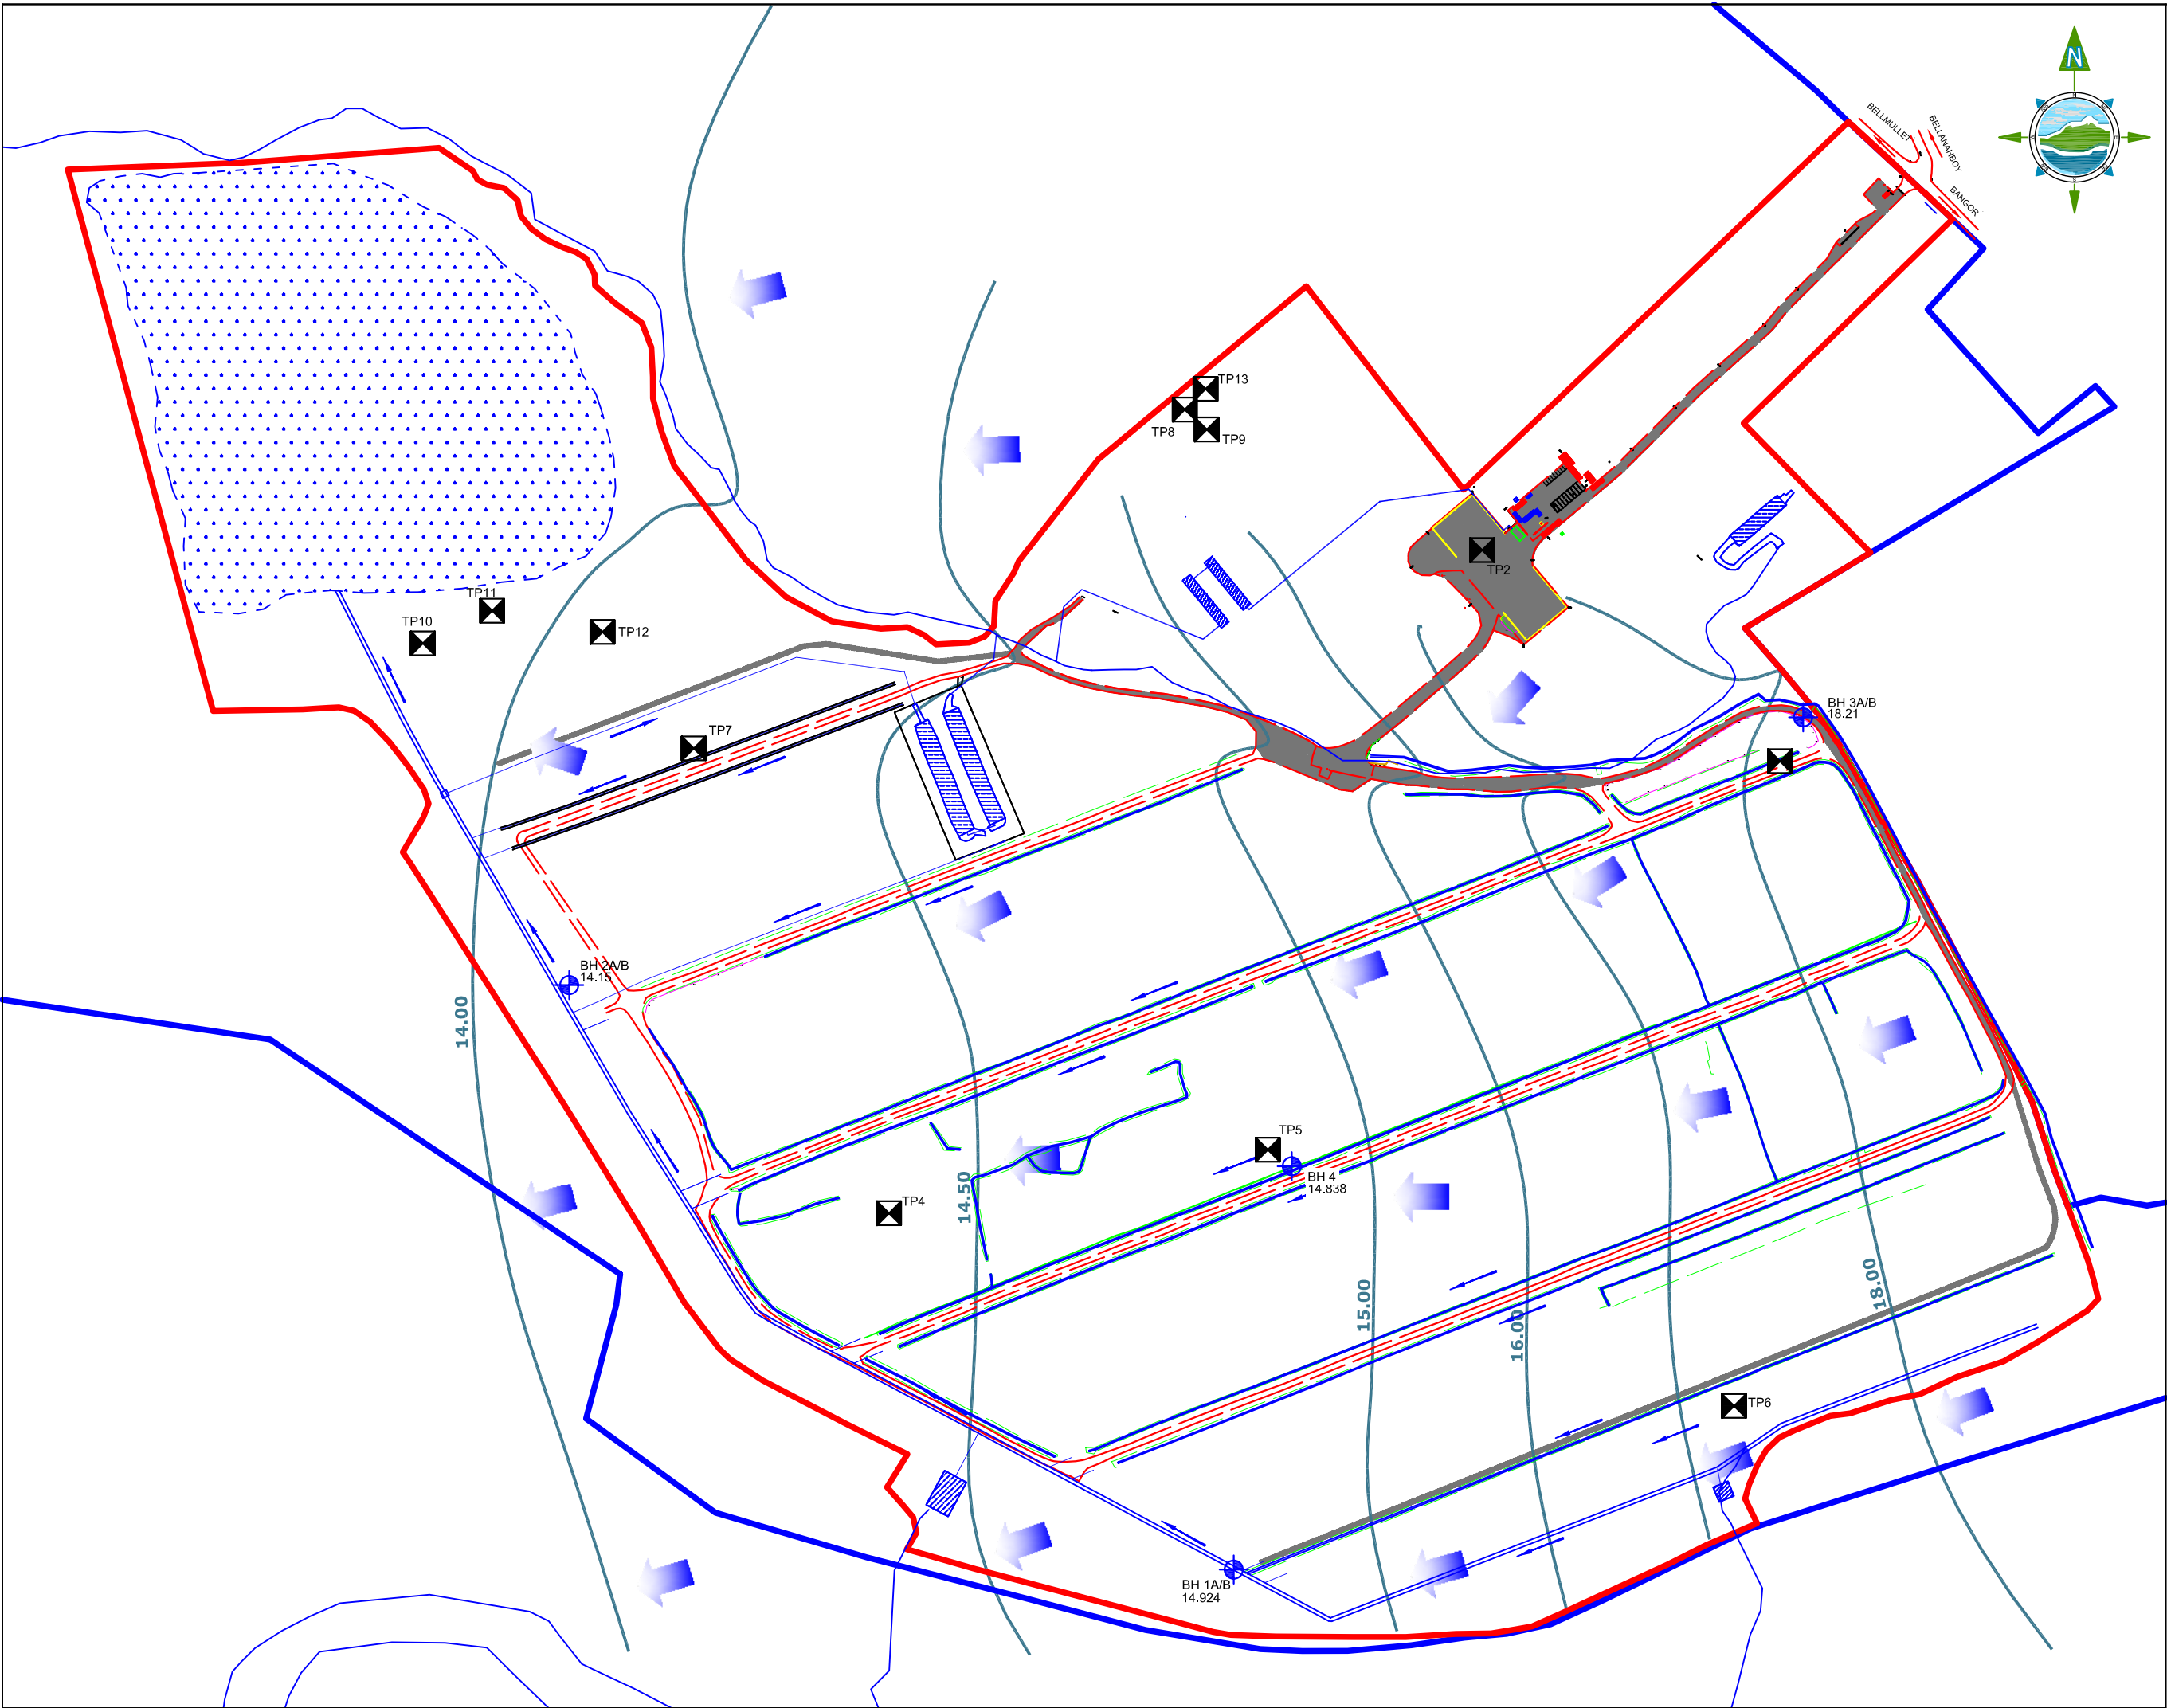 N
BELLMULLET
BELLANAHBOY
BANGOR
TP13
TP8
TP9
TP2
TP11
TP10
TP12
TP7
BH 3A/B
18.21
BH 2A/B
14.15
14.00
TP5
BH 4
14.838
TP4
14.50
15.00
16.00
18.00
TP6
BH 1A/B
14.924